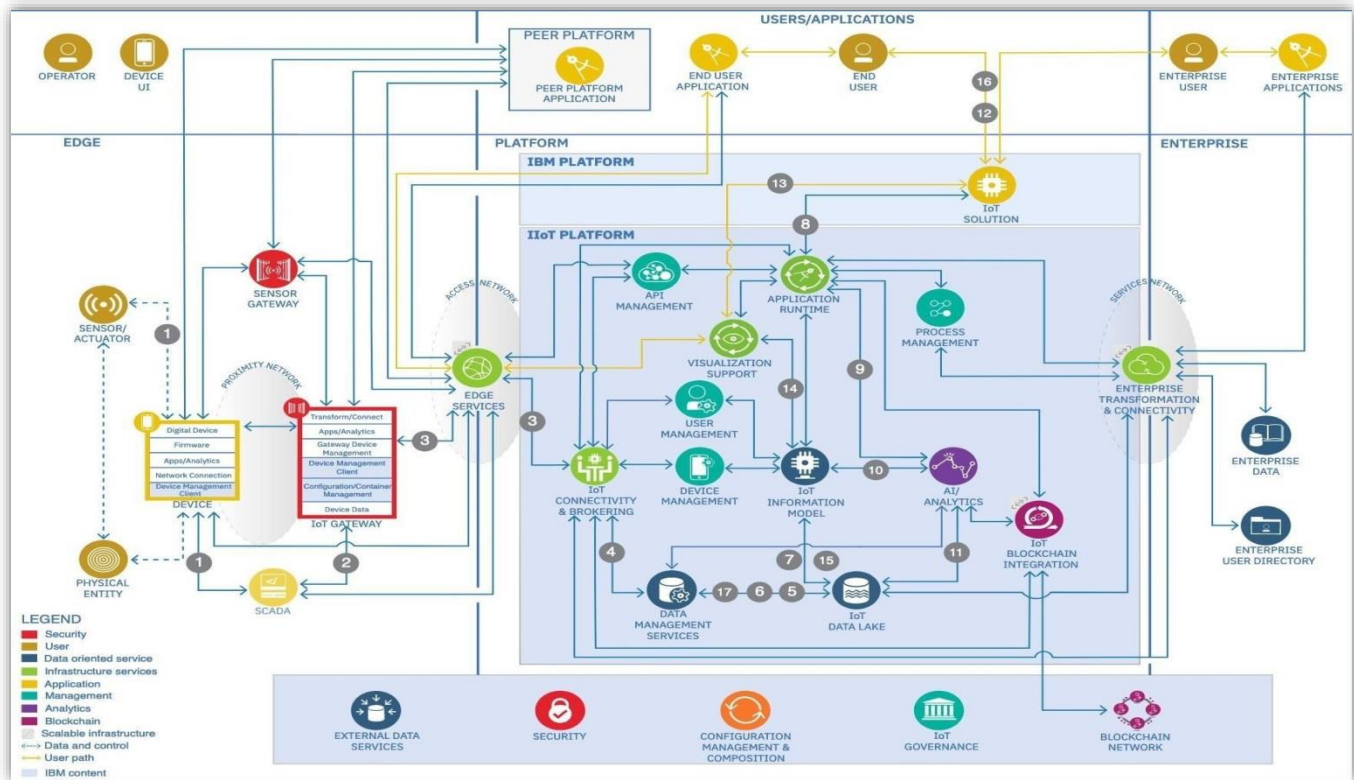 USERS/APPLICATIONS
OPERATOR
DEVICE
UI
PEER PLATFORM
PEER PLATFORM
APPLICATION
END USER
APPLICATION
END
USER
16
12
ENTERPRISE
USER
ENTERPRISE
APPLICATIONS
EDGE
PLATFORM
ENTERPRISE
IBM PLATFORM
13
IoT
SOLUTION
8
IIoT PLATFORM
SENSOR
GATEWAY
ACCESS NETWORK
API
MANAGEMENT
APPLICATION
RUNTIME
PROCESS
MANAGEMENT
SERVICES NETWORK
SENSOR/
ACTUATOR
1
PROXIMITY NETWORK
EDGE
SERVICES
VISUALIZATION
SUPPORT
14
9
ENTERPRISE
TRANSFORMATION
& CONNECTIVITY
Digital Device
Firmware
Apps/Analytics
Network Connection
Device Management
Client
DEVICE
Transform/Connect
Apps/Analytics
Gateway Device
Management
Device Management
Client
Configuration/Container
Management
Device Data
IoT GATEWAY
3
3
USER
MANAGEMENT
IoT
CONNECTIVITY
& BROKERING
DEVICE
MANAGEMENT
IoT
INFORMATION
MODEL
10
AI/
ANALYTICS
ENTERPRISE
DATA
IoT
BLOCKCHAIN
INTEGRATION
ENTERPRISE
USER DIRECTORY
PHYSICAL
ENTITY
1
2
SCADA
4
7
15
11
DATA
MANAGEMENT
SERVICES
17
6
5
IoT
DATA LAKE
LEGEND
Security
User
Data oriented service
Infrastructure services
Application
Management
Analytics
Blockchain
Scalable infrastructure
Data and control
User path
IBM content
EXTERNAL DATA
SERVICES
SECURITY
CONFIGURATION
MANAGEMENT &
COMPOSITION
IoT
GOVERNANCE
BLOCKCHAIN
NETWORK